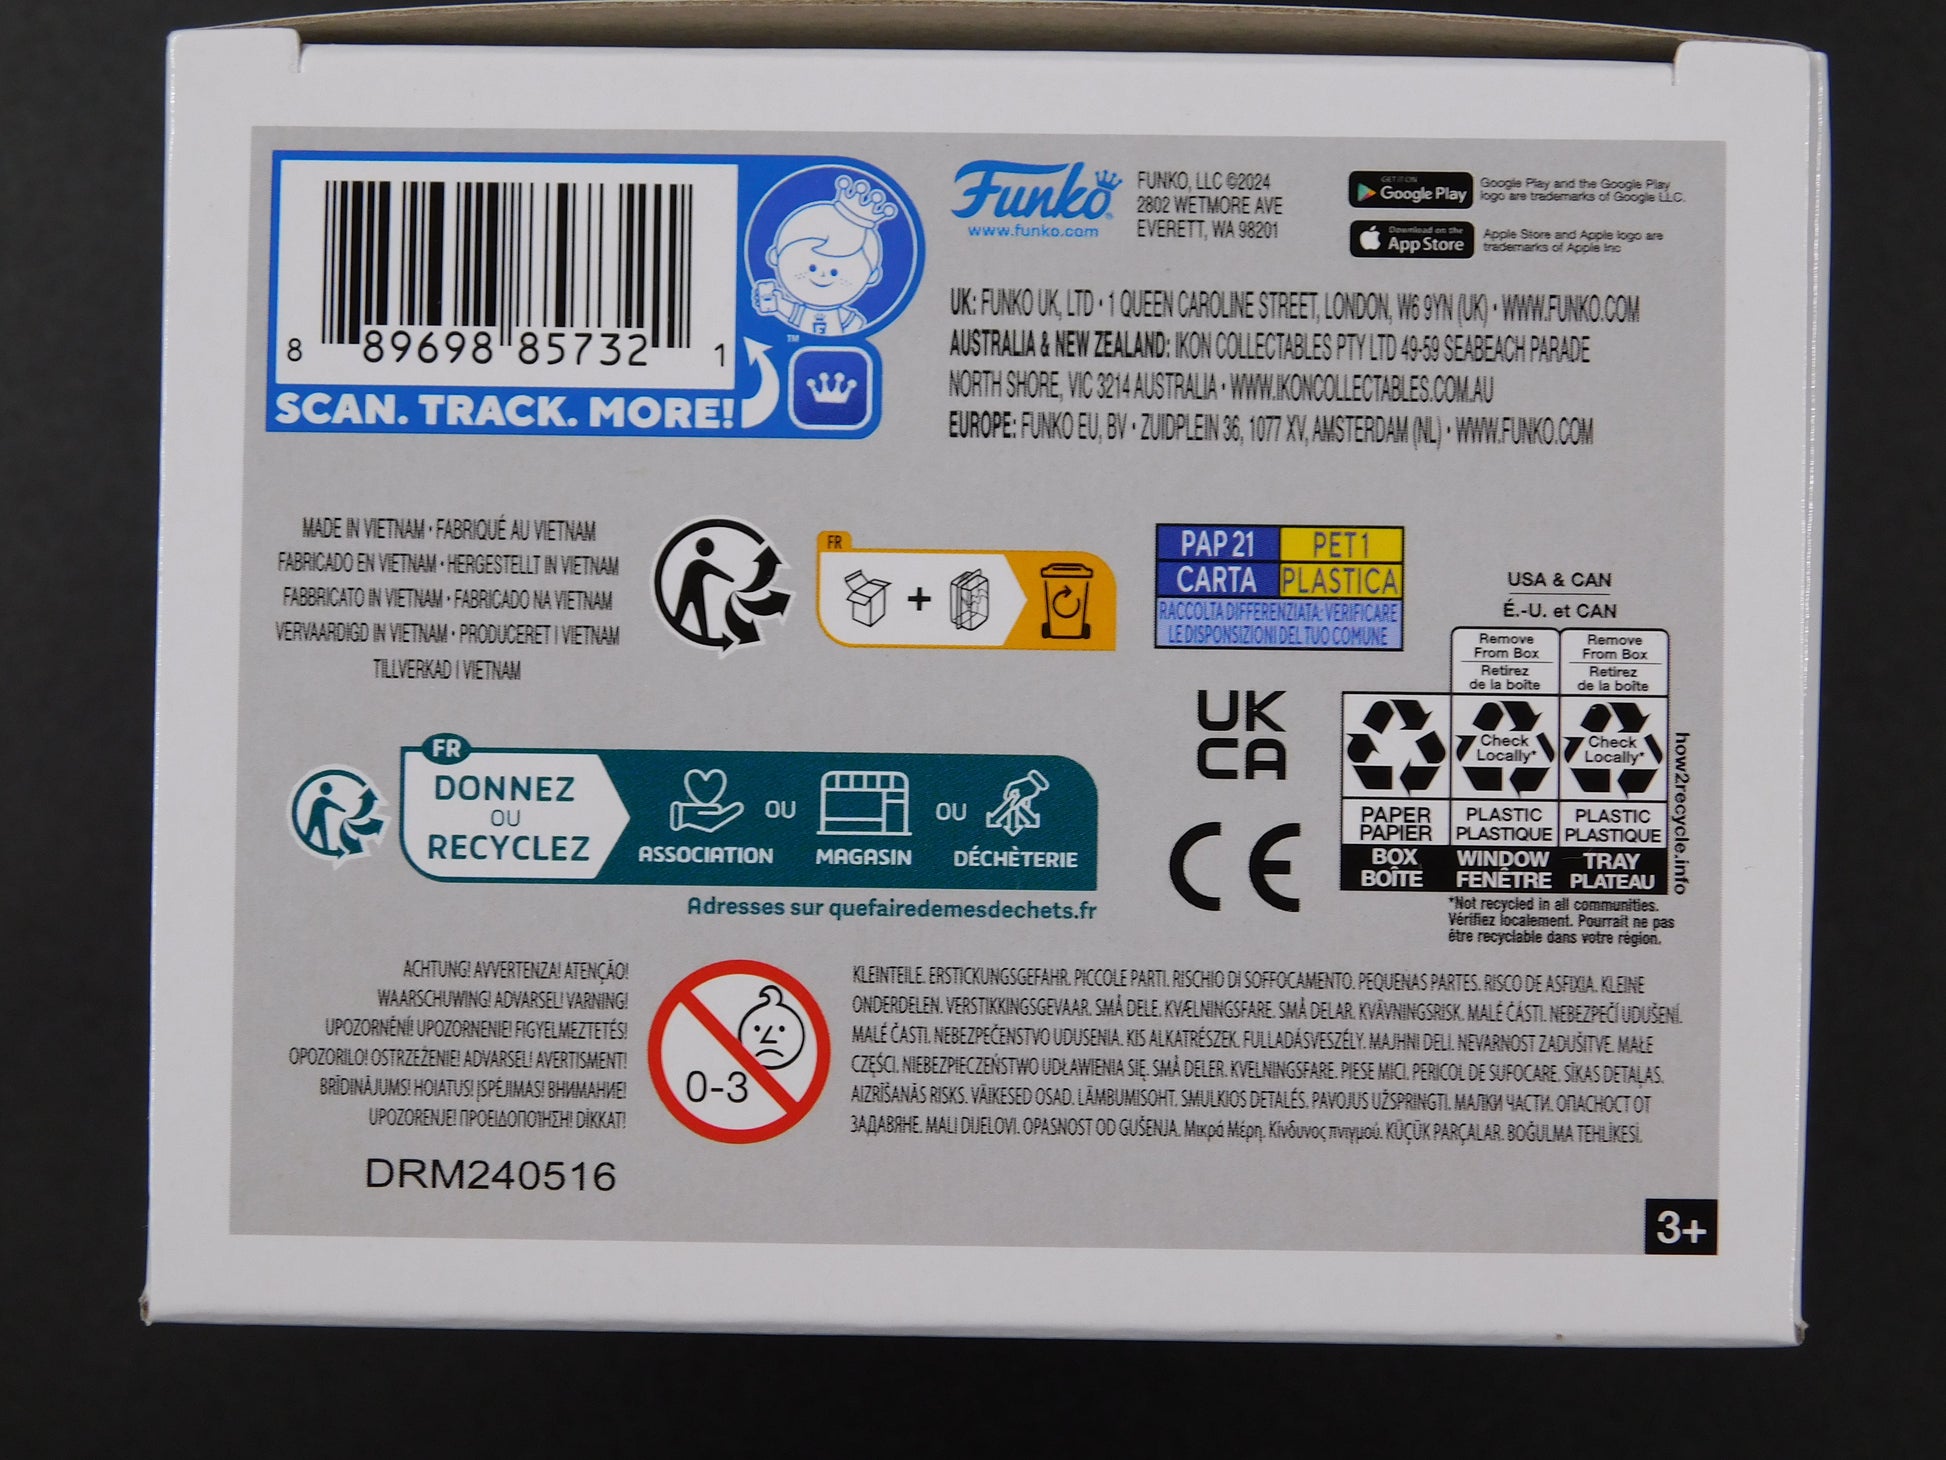 8 89698 85732 1
SCAN. TRACK. MORE!
TM
Funko
www.funko.com
FUNKO, LLC ©2024
2802 WETMORE AVE
EVERETT, WA 98201
GET IT ON
Google Play
Google Play and the Google Play
logo are trademarks of Google LLC.
Download on the
App Store
Apple Store and Apple logo are
trademarks of Apple Inc
UK: FUNKO UK, LTD • 1 QUEEN CAROLINE STREET, LONDON, W6 9YN (UK) • WWW.FUNKO.COM
AUSTRALIA & NEW ZEALAND: IKON COLLECTABLES PTY LTD 49-59 SEABEACH PARADE
NORTH SHORE, VIC 3214 AUSTRALIA • WWW.IKONCOLLECTABLES.COM.AU
EUROPE: FUNKO EU, BV • ZUIDPLEIN 36, 1077 XV, AMSTERDAM (NL) • WWW.FUNKO.COM
MADE IN VIETNAM • FABRIQUÉ AU VIETNAM
FABRICADO EN VIETNAM • HERGESTELLT IN VIETNAM
FABBRICATO IN VIETNAM • FABRICADO NA VIETNAM
VERVAARDIGD IN VIETNAM • PRODUCERET I VIETNAM
TILLVERKAD I VIETNAM
FR
+
PAP 21
PET 1
CARTA
PLASTICA
RACCOLTA DIFFERENZIATA: VERIFICARE
LE DISPONSIZIONI DEL TUO COMUNE
USA & CAN
É.-U. et CAN
Remove
From Box
Retirez
de la boîte
Remove
From Box
Retirez
de la boîte
Check
Locally*
Check
Locally*
PAPER
PAPIER
PLASTIC
PLASTIQUE
PLASTIC
PLASTIQUE
BOX
BOÎTE
WINDOW
FENÊTRE
TRAY
PLATEAU
how2recycle.info
*Not recycled in all communities.
Vérifiez localement. Pourrait ne pas
être recyclable dans votre région.
UK
CA
CE
FR
DONNEZ
OU
RECYCLEZ
ASSOCIATION
OU
MAGASIN
OU
DÉCHÈTERIE
Adresses sur quefairedemesdechets.fr
ACHTUNG! AVVERTENZA! ATENÇÃO!
WAARSCHUWING! ADVARSEL! VARNING!
UPOZORNĚNÍ! UPOZORNENIE! FIGYELMEZTETÉS!
OPOZORILO! OSTRZEŻENIE! ADVARSEL! AVERTISMENT!
BRĪDINĀJUMS! HOIATUS! ĮSPĖJIMAS! ВНИМАНИЕ!
UPOZORENJE! ΠΡΟΕΙΔΟΠΟΊΗΣΗ! DİKKAT!
0-3
KLEINTEILE. ERSTICKUNGSGEFAHR. PICCOLE PARTI. RISCHIO DI SOFFOCAMENTO. PEQUENAS PARTES. RISCO DE ASFIXIA. KLEINE
ONDERDELEN. VERSTIKKINGSGEVAAR. SMÅ DELE. KVÆLNINGSFARE. SMÅ DELAR. KVÄVNINGSRISK. MALÉ ČÁSTI. NEBEZPEČÍ UDUŠENÍ.
MALÉ ČASTI. NEBEZPEČENSTVO UDUSENIA. KIS ALKATRÉSZEK. FULLADÁSVESZÉLY. MAJHNI DELI. NEVARNOST ZADUŠITVE. MAŁE
CZĘŚCI. NIEBEZPIECZEŃSTWO UDŁAWIENIA SIĘ. SMÅ DELER. KVELNINGSFARE. PIESE MICI. PERICOL DE SUFOCARE. SĪKAS DETAĻAS.
AIZRĪŠANĀS RISKS. VÄIKESED OSAD. LÄMBUMISOHT. SMULKIOS DETALĖS. PAVOJUS UŽSPRINGTI. МАЛКИ ЧАСТИ. ОПАСНОСТ ОТ
ЗАДАВЯНЕ. MALI DIJELOVI. OPASNOST OD GUŠENJA. Μικρά Μέρη. Κίνδυνος πνιγμού. KÜÇÜK PARÇALAR. BOĞULMA TEHLİKESİ.
DRM240516
3+